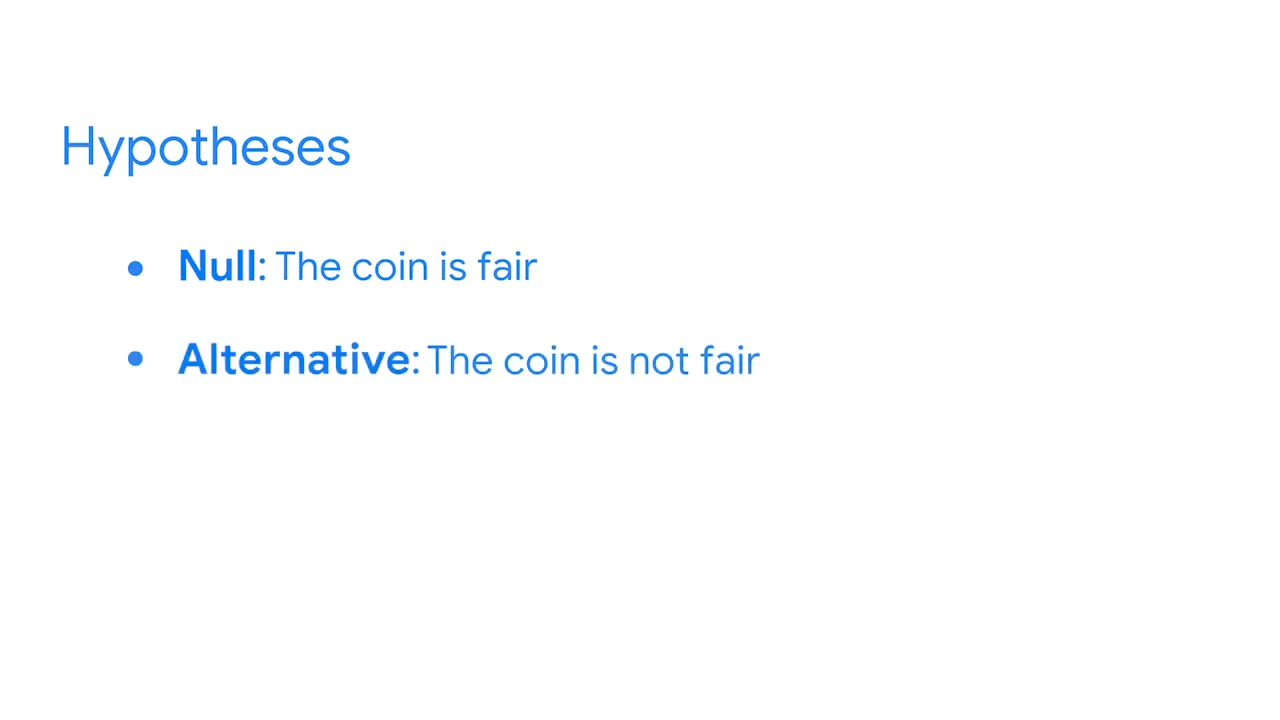 Hypotheses
• Null: The coin is fair
• Alternative: The coin is not fair